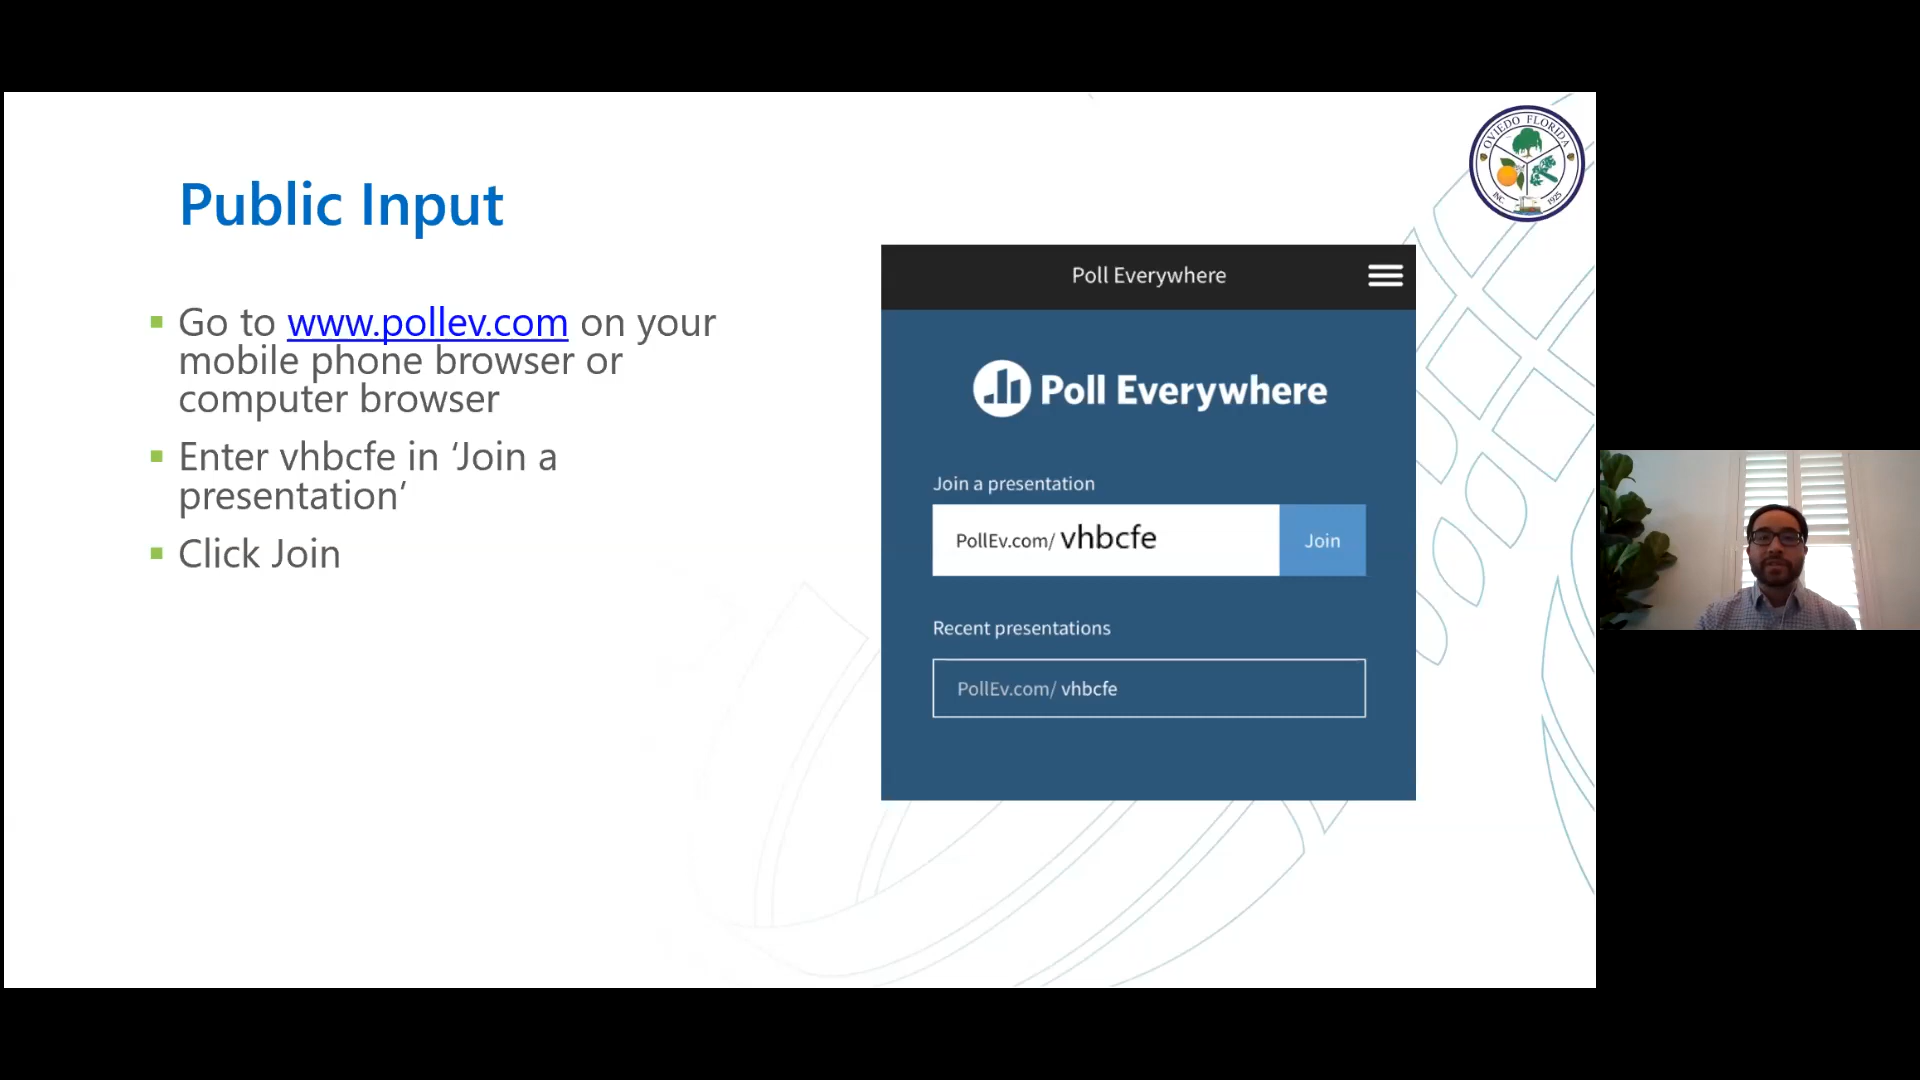 OVIEDO FLORIDA
INC. 1925
Public Input
Go to www.pollev.com on your
mobile phone browser or
computer browser
Enter vhbcfe in ‘Join a
presentation’
Click Join
Poll Everywhere
Poll Everywhere
Join a presentation
PollEv.com/ vhbcfe
Join
Recent presentations
PollEv.com/ vhbcfe